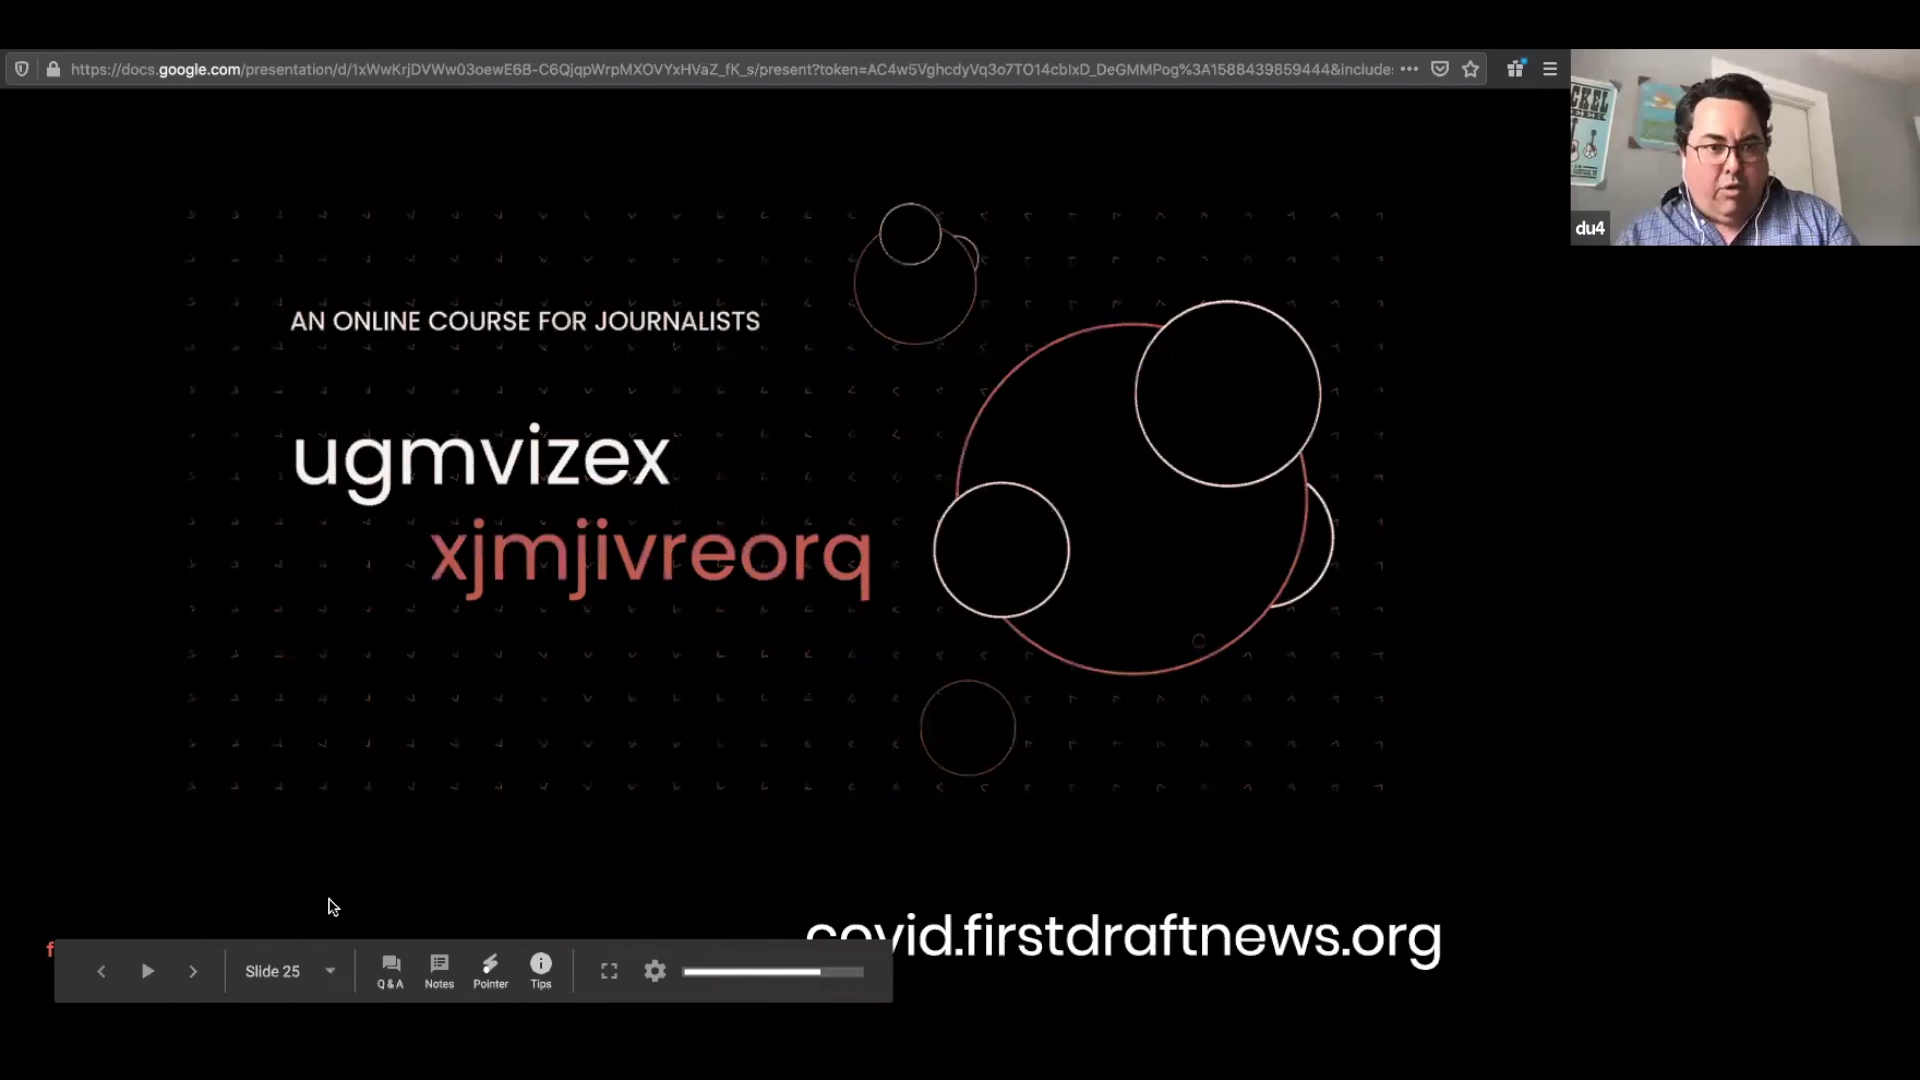 https://docs.google.com/presentation/d/1xWwKrjDVWw03oewE6B-C6QjqpWrpMXOVYxHVaZ_fK_s/present?token=AC4w5VghcdyVq3o7TO14cbIxD_DeGMMPog%3A1588439859444&include:
du4
AN ONLINE COURSE FOR JOURNALISTS
ugmvizex
xjmjivreorq
covid.firstdraftnews.org
f
Slide 25
Q&A
Notes
Pointer
Tips